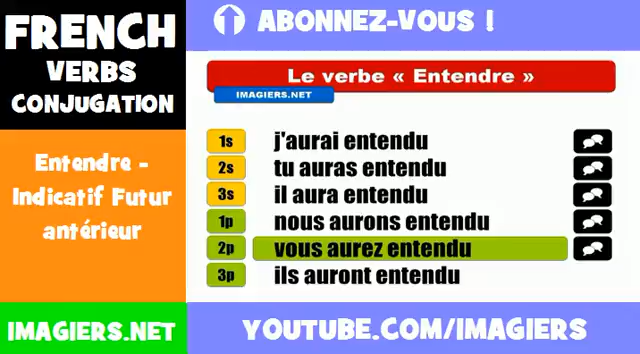 FRENCH
VERBS
CONJUGATION
Entendre -
Indicatif Futur
antérieur
IMAGIERS.NET
ABONNEZ-VOUS !
Le verbe « Entendre »
IMAGIERS.NET
1s j'aurai entendu
2s tu auras entendu
3s il aura entendu
1p nous aurons entendu
2p vous aurez entendu
3p ils auront entendu
YOUTUBE.COM/IMAGIERS